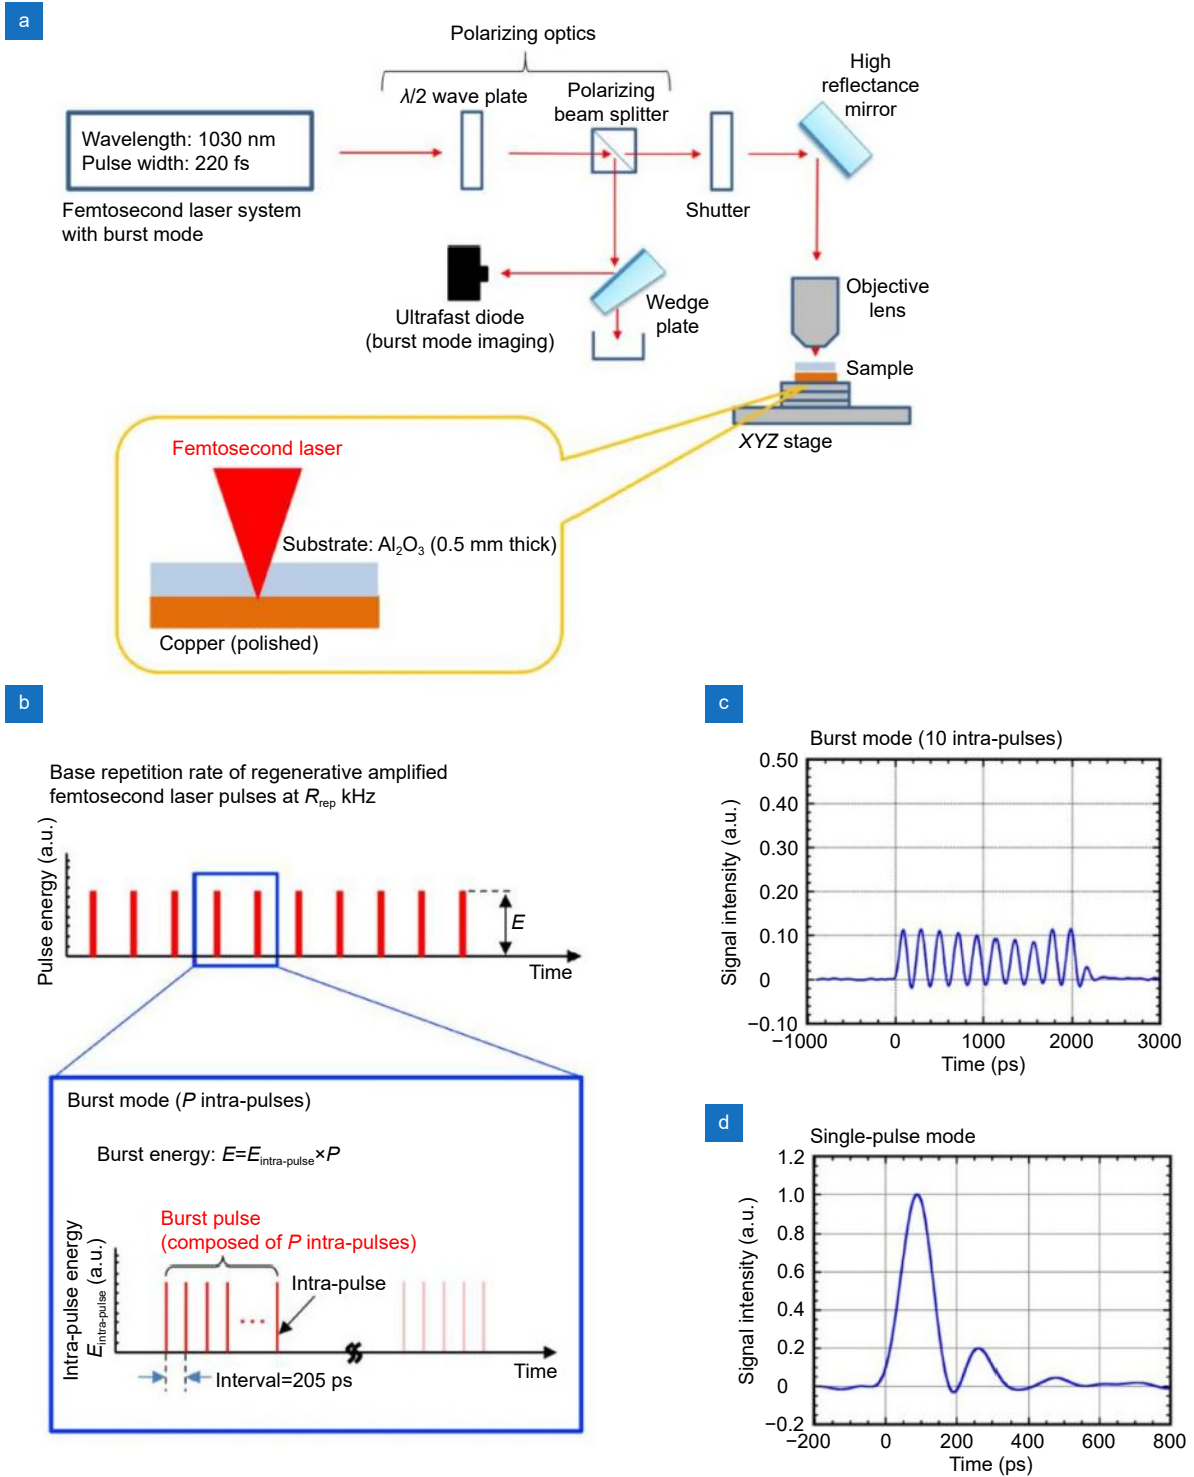 a
Polarizing optics
λ/2 wave plate
Polarizing
beam splitter
High
reflectance
mirror
Wavelength: 1030 nm
Pulse width: 220 fs
Femtosecond laser system
with burst mode
Shutter
Ultrafast diode
(burst mode imaging)
Wedge
plate
Objective
lens
Sample
XYZ stage
Femtosecond laser
Substrate: Al₂O₃ (0.5 mm thick)
Copper (polished)
b
Base repetition rate of regenerative amplified
femtosecond laser pulses at R_rep kHz
Pulse energy (a.u.)
E
Time
Burst mode (P intra-pulses)
Burst energy: E=E_intra-pulse×P
Burst pulse
(composed of P intra-pulses)
Intra-pulse energy
E_intra-pulse (a.u.)
Intra-pulse
Time
Interval=205 ps
c
Burst mode (10 intra-pulses)
Signal intensity (a.u.)
0.50
0.40
0.30
0.20
0.10
0
−0.10
−1000 0 1000 2000 3000
Time (ps)
d
Single-pulse mode
Signal intensity (a.u.)
1.2
1.0
0.8
0.6
0.4
0.2
0
−0.2
−200 0 200 400 600 800
Time (ps)